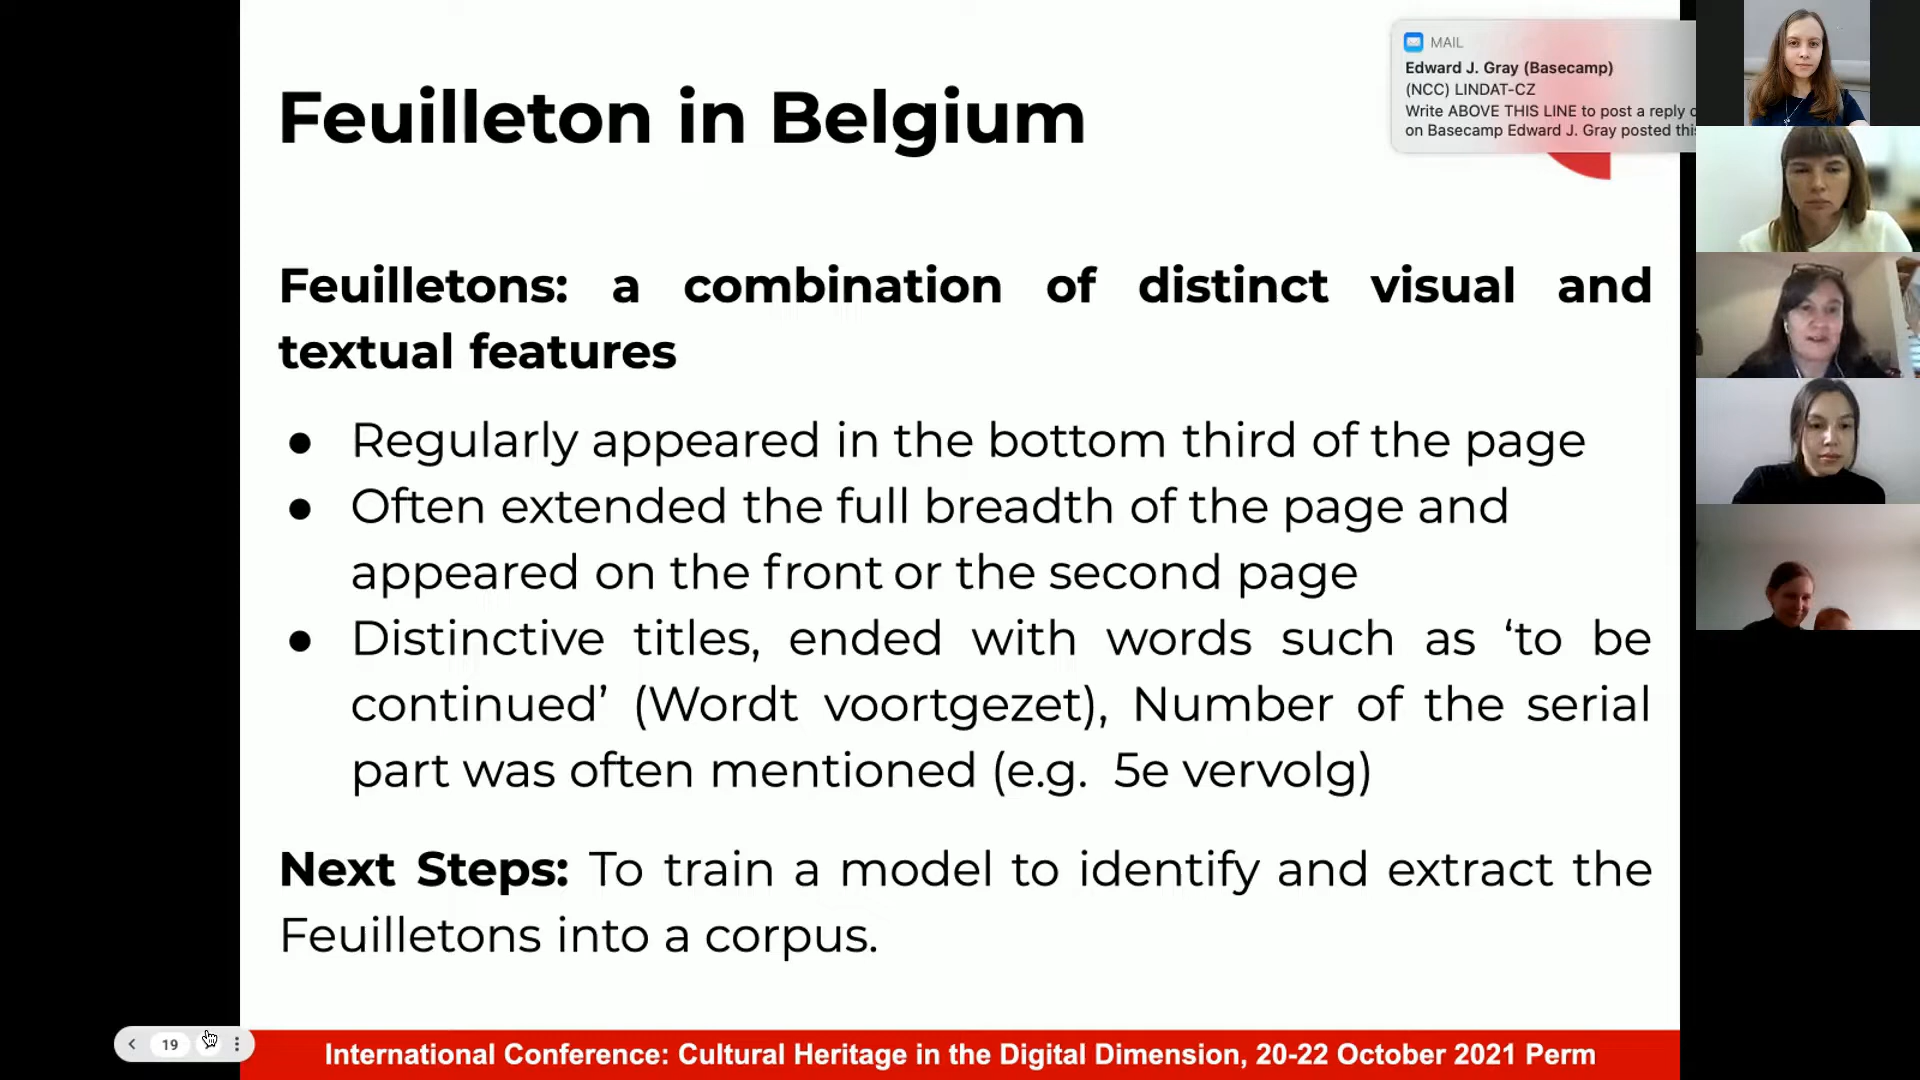 Feuilleton in Belgium
MAIL
Edward J. Gray (Basecamp)
(NCC) LINDAT-CZ
Write ABOVE THIS LINE to post a reply
on Basecamp Edward J. Gray posted
Feuilletons: a combination of distinct visual and
textual features
● Regularly appeared in the bottom third of the page
● Often extended the full breadth of the page and
appeared on the front or the second page
● Distinctive titles, ended with words such as ‘to be
continued’ (Wordt voortgezet), Number of the serial
part was often mentioned (e.g. 5e vervolg)
Next Steps: To train a model to identify and extract the
Feuilletons into a corpus.
19
International Conference: Cultural Heritage in the Digital Dimension, 20-22 October 2021 Perm